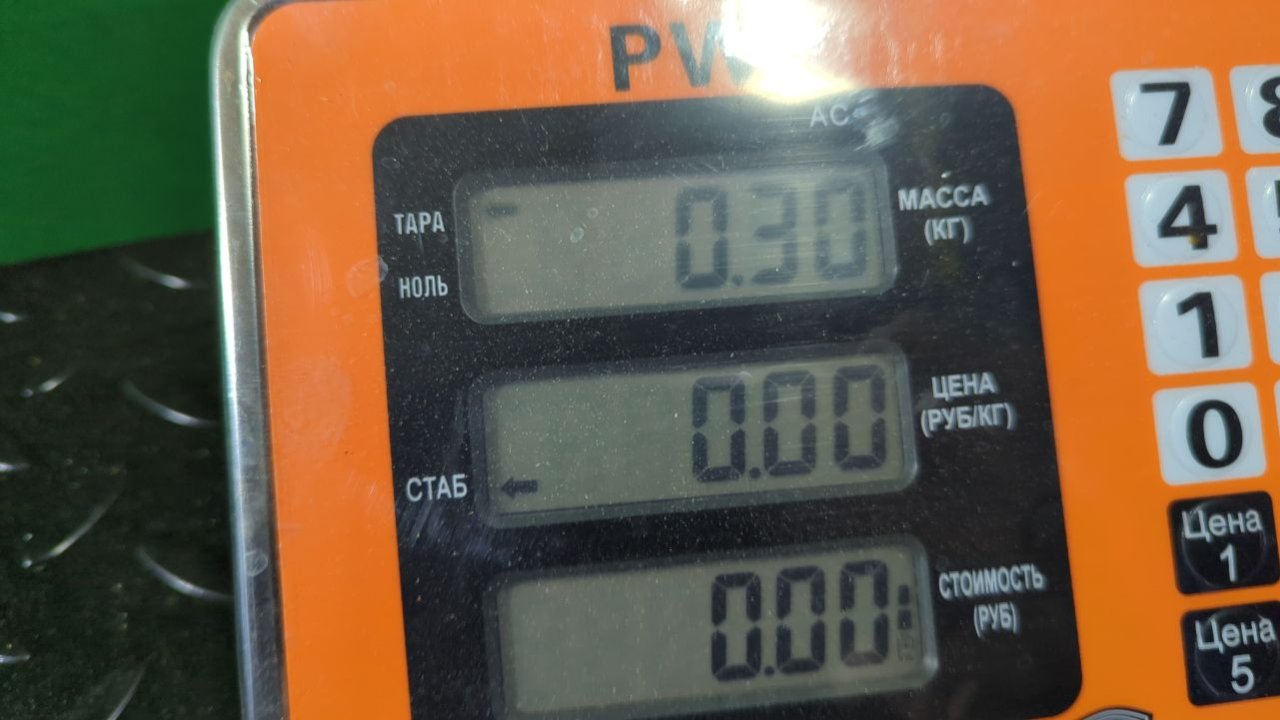 PW
AC
ТАРА
НОЛЬ
0.30
МАССА
(КГ)
СТАБ
0.00
ЦЕНА
(РУБ/КГ)
0.00
СТОИМОСТЬ
(РУБ)
7 8
4
1
0
Цена
1
Цена
5